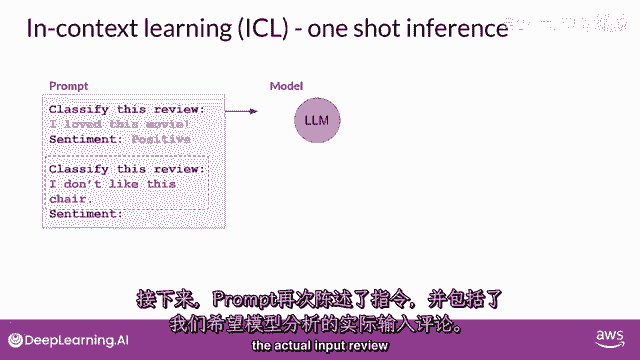 In-context learning (ICL) - one shot inference
Prompt
Model
Classify this review:
I loved this movie!
Sentiment: Positive
Classify this review:
I don't like this
chair.
Sentiment:
LLM
接下来，Prompt再次陈述了指令，并包括了
我们希望模型分析的实际输入评论。
the actual input review
DeepLearning.AI
aws